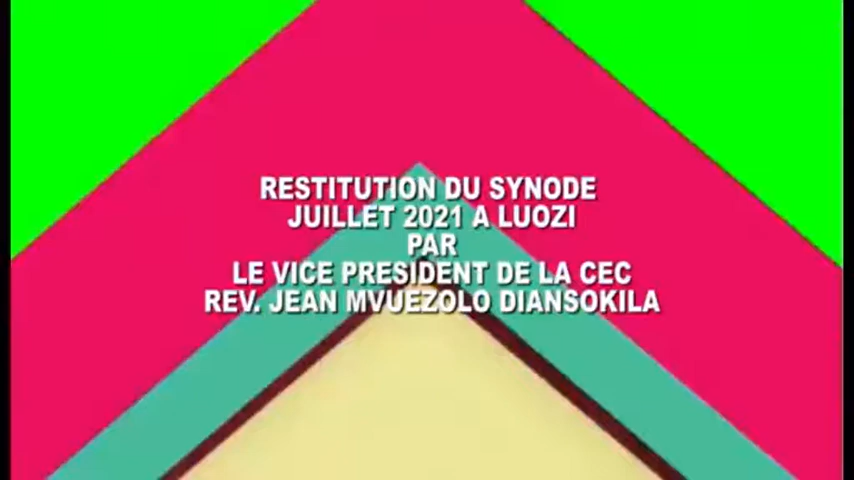 RESTITUTION DU SYNODE
JUILLET 2021 A LUOZI
PAR
LE VICE PRESIDENT DE LA CEC
REV. JEAN MVUEZOLO DIANSOKILA